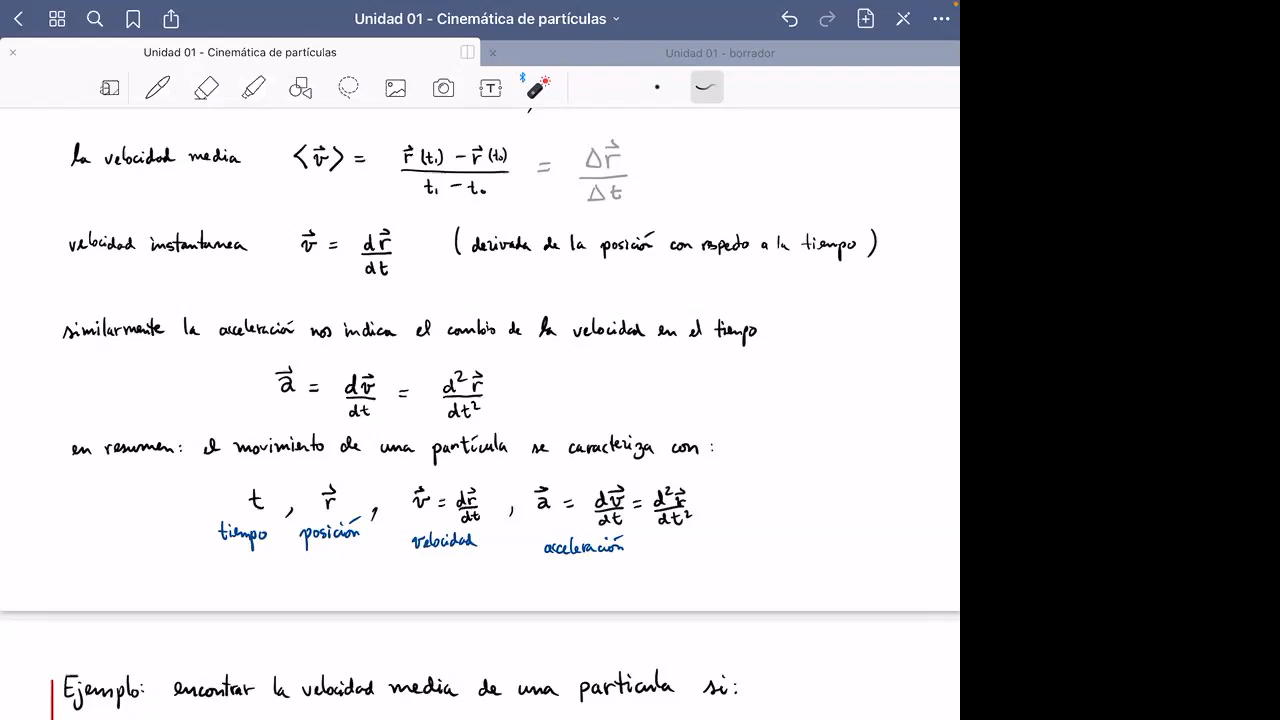 Unidad 01 - Cinemática de partículas
Unidad 01 - Cinemática de partículas
Unidad 01 - borrador
la velocidad media ⟨v⃗⟩ = (r⃗(t₁) - r⃗(t₀))/(t₁ - t₀) = Δr⃗/Δt
velocidad instantanea v⃗ = dr⃗/dt (derivada de la posición con respecto a la tiempo)
similarmente la aceleración nos indica el cambio de la velocidad en el tiempo
a⃗ = dv⃗/dt = d²r⃗/dt²
en resumen: el movimiento de una partícula se caracteriza con:
t, r⃗, v⃗ = dr⃗/dt, a⃗ = dv⃗/dt = d²r⃗/dt²
tiempo posición velocidad aceleración
Ejemplo: encontrar la velocidad media de una particula si: